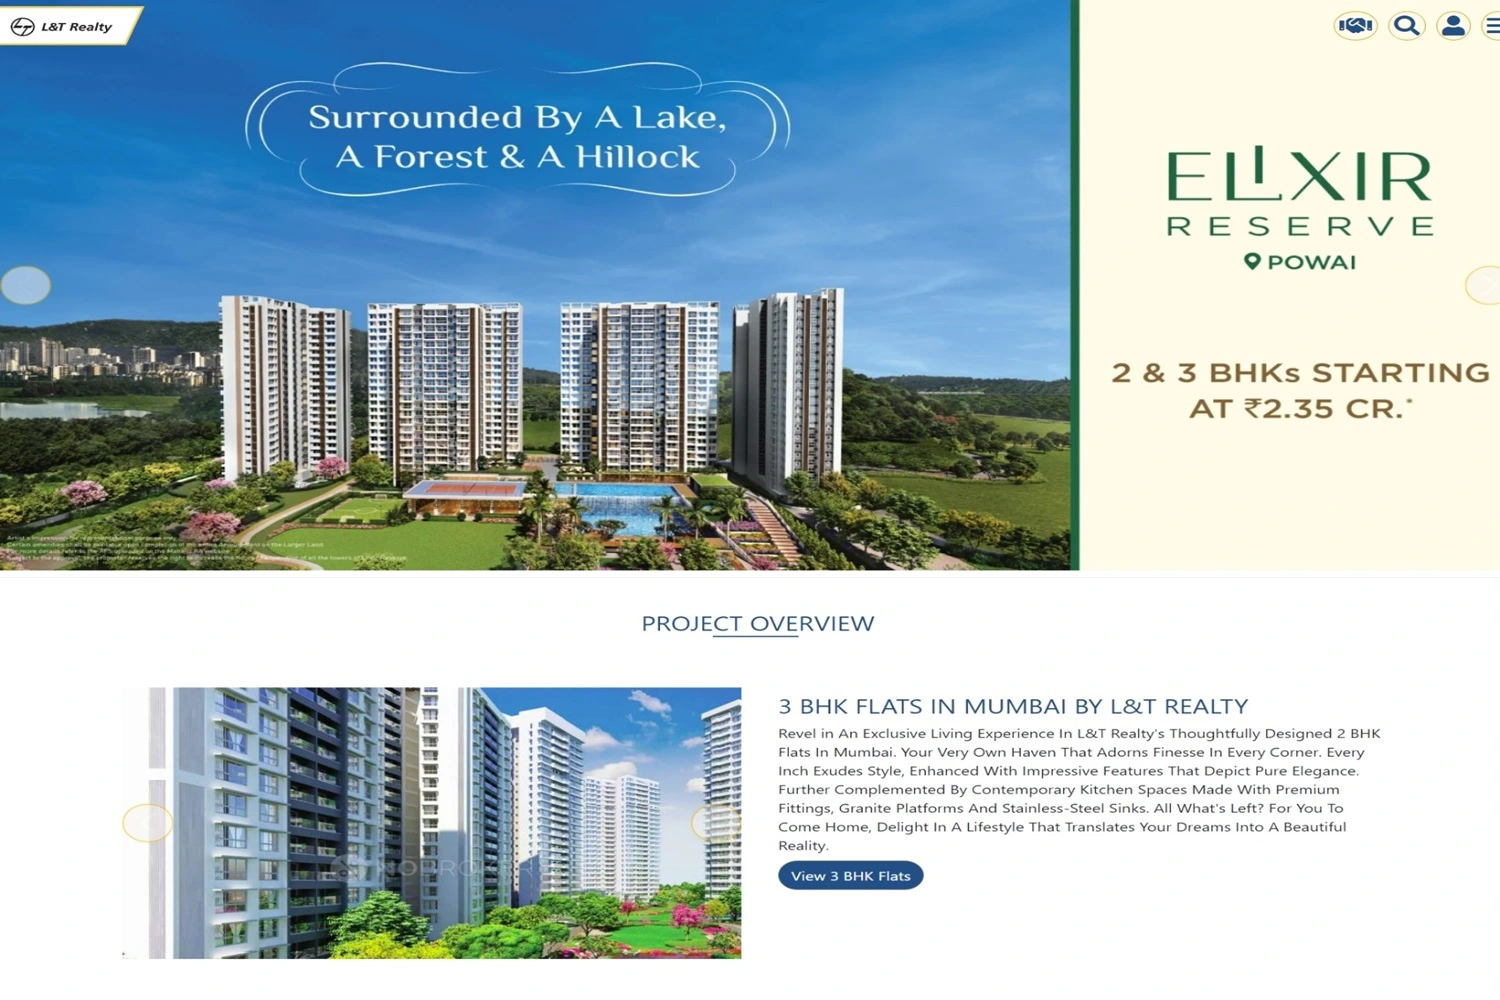 L&T Realty
Surrounded By A Lake,
A Forest & A Hillock
ELIXIR
RESERVE
POWAI
2 & 3 BHKs STARTING
AT ₹2.35 CR.*
PROJECT OVERVIEW
3 BHK FLATS IN MUMBAI BY L&T REALTY
Revel in An Exclusive Living Experience In L&T Realty's Thoughtfully Designed 2 BHK
Flats In Mumbai. Your Very Own Haven That Adorns Finesse In Every Corner. Every
Inch Exudes Style, Enhanced With Impressive Features That Depict Pure Elegance.
Further Complemented By Contemporary Kitchen Spaces Made With Premium
Fittings, Granite Platforms And Stainless-Steel Sinks. All What's Left? For You To
Come Home, Delight In A Lifestyle That Translates Your Dreams Into A Beautiful
Reality.
View 3 BHK Flats
NOBROKER